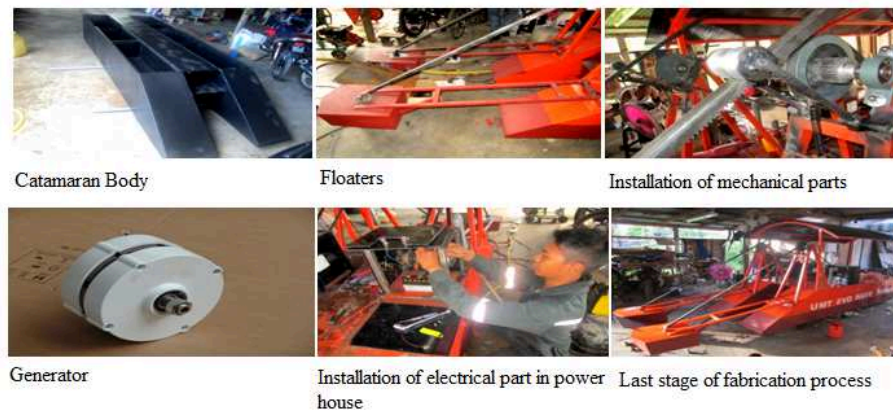 Catamaran Body
Floaters
Installation of mechanical parts
Generator
Installation of electrical part in power
house
Last stage of fabrication process
UMT